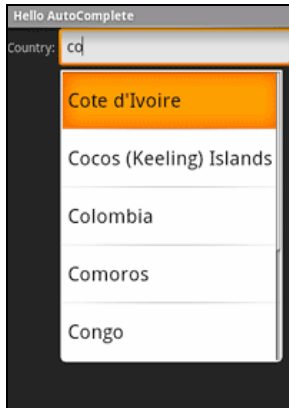 Hello AutoComplete
Country: co
Cote d'Ivoire
Cocos (Keeling) Islands
Colombia
Comoros
Congo